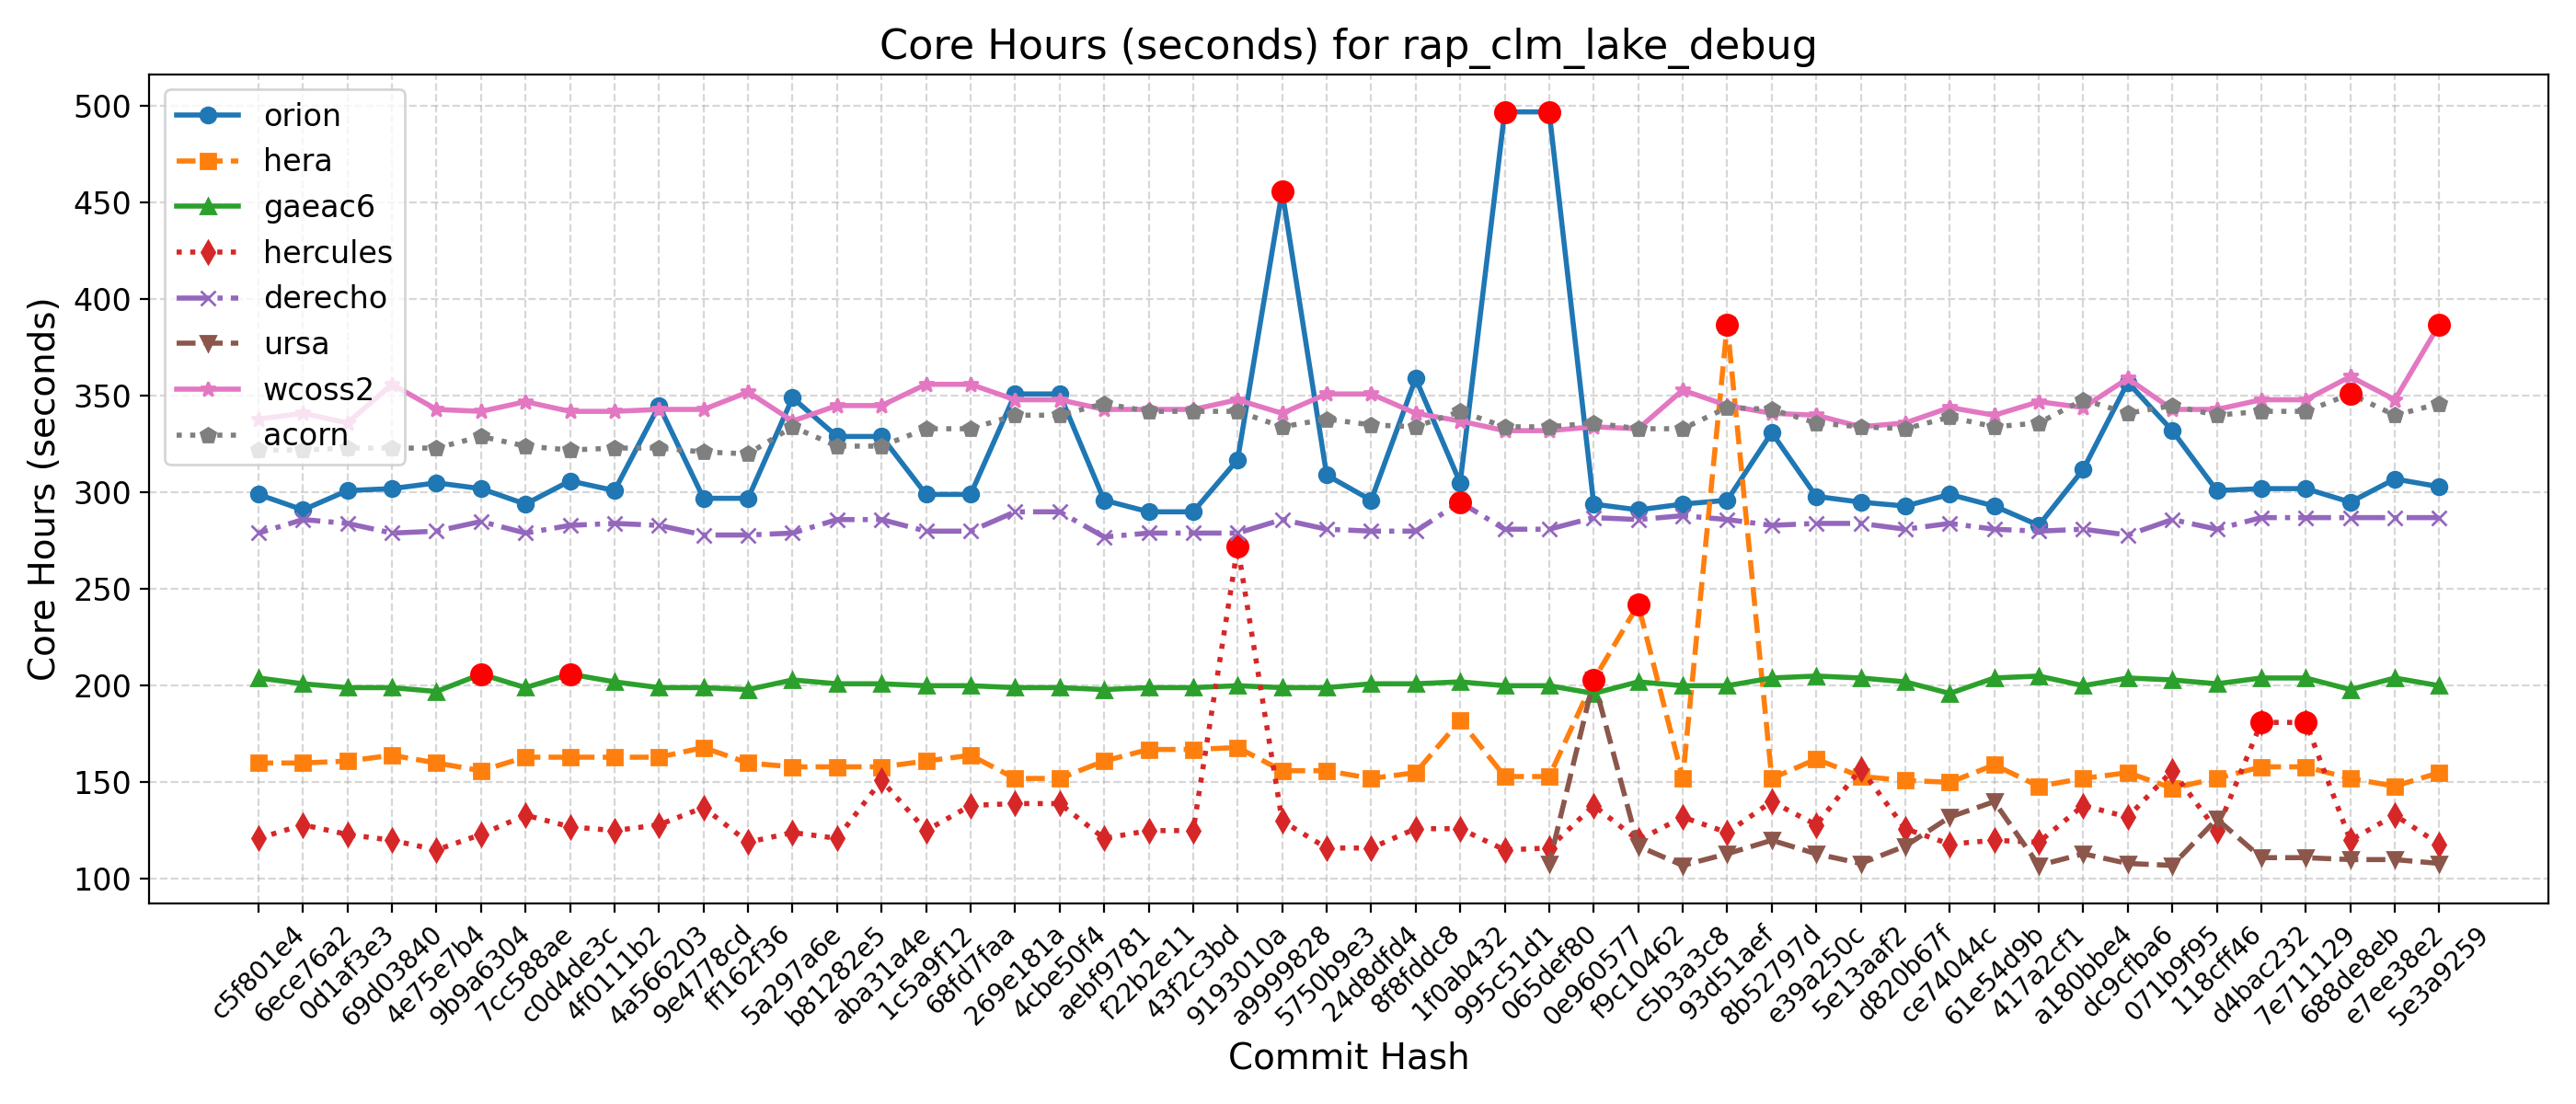 Core Hours (seconds) for rap_clm_lake_debug
Core Hours (seconds)
500
450
400
350
300
250
200
150
100
orion
hera
gaeac6
hercules
derecho
ursa
wcoss2
acorn
c5f801e4
6ece76a2
0d1af3e3
69d03840
4e75e7b4
9b9a6304
7cc588ae
c0d4de3c
4f0111b2
4a566203
9e4778cd
ff162f36
5a297a6e
b81282e5
aba31a4e
1c5a9f12
68fd7faa
269e181a
4cbe50f4
aebf9781
f22b2e11
43f2c3bd
9193010a
a9999828
5750b9e3
24d8dfd4
8f8fddc8
1f0ab432
995c51d1
065def80
0e960577
f9c10462
c5b3a3c8
93d51aef
8b52797d
e39a250c
5e13aaf2
d820b67f
ce74044c
61e54d9b
417a2cf1
a180bbe4
dc9cfba6
071b9f95
118cff46
d4bac232
7e711129
688de8eb
e7ee38e2
5e3a9259
Commit Hash